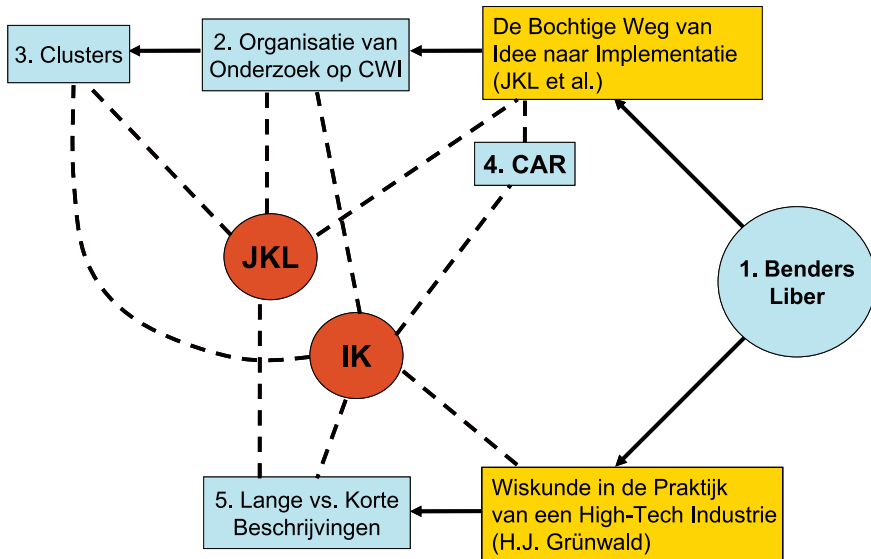 3. Clusters
2. Organisatie van
Onderzoek op CWI
De Bochtige Weg van
Idee naar Implementatie
(JKL et al.)
4. CAR
JKL
1. Benders
Liber
IK
5. Lange vs. Korte
Beschrijvingen
Wiskunde in de Praktijk
van een High-Tech Industrie
(H.J. Grünwald)